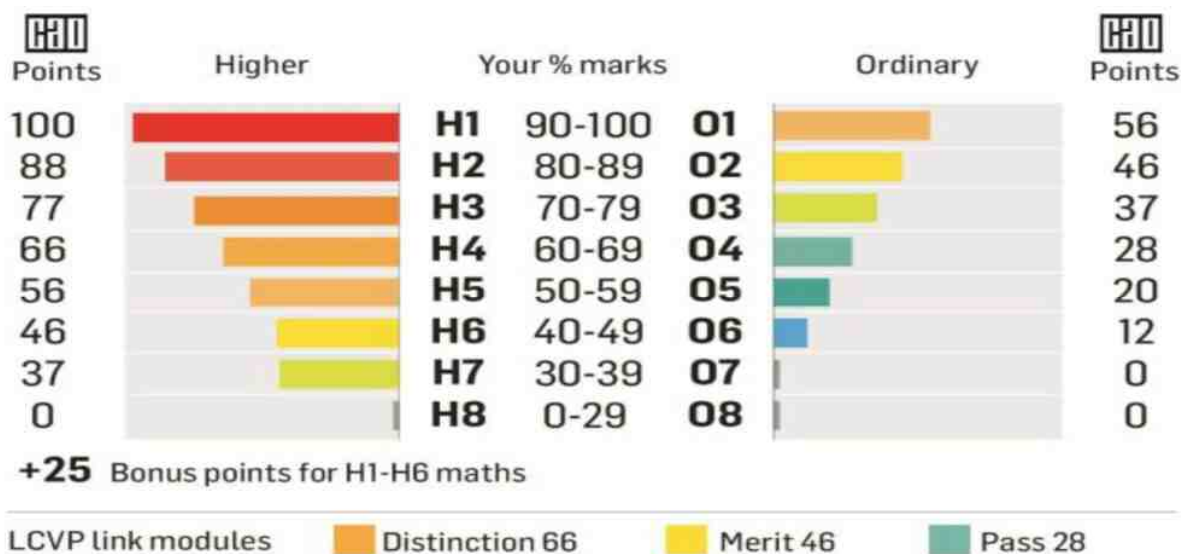 CAO CAO
Points Higher Your % marks Ordinary Points
100 H1 90-100 O1 56
88 H2 80-89 O2 46
77 H3 70-79 O3 37
66 H4 60-69 O4 28
56 H5 50-59 O5 20
46 H6 40-49 O6 12
37 H7 30-39 O7 0
0 H8 0-29 O8 0
+25 Bonus points for H1-H6 maths
LCVP link modules Distinction 66 Merit 46 Pass 28